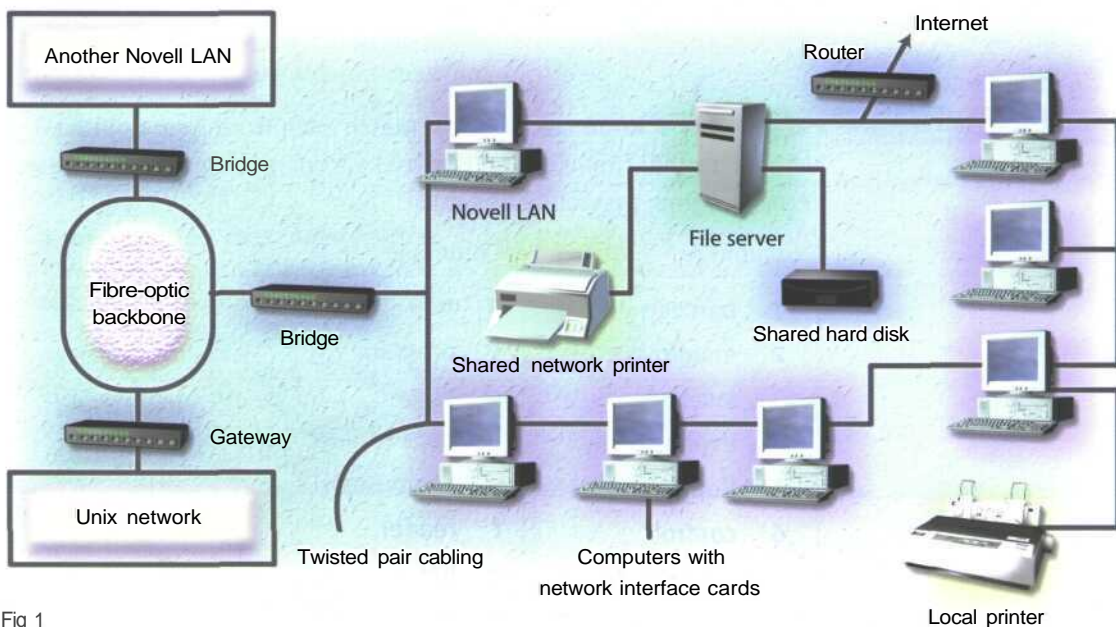 Another Novell LAN
Internet
Router
Bridge
Novell LAN
File server
Fibre-optic
backbone
Bridge
Shared hard disk
Shared network printer
Gateway
Unix network
Twisted pair cabling
Computers with
network interface cards
Local printer
Fig 1